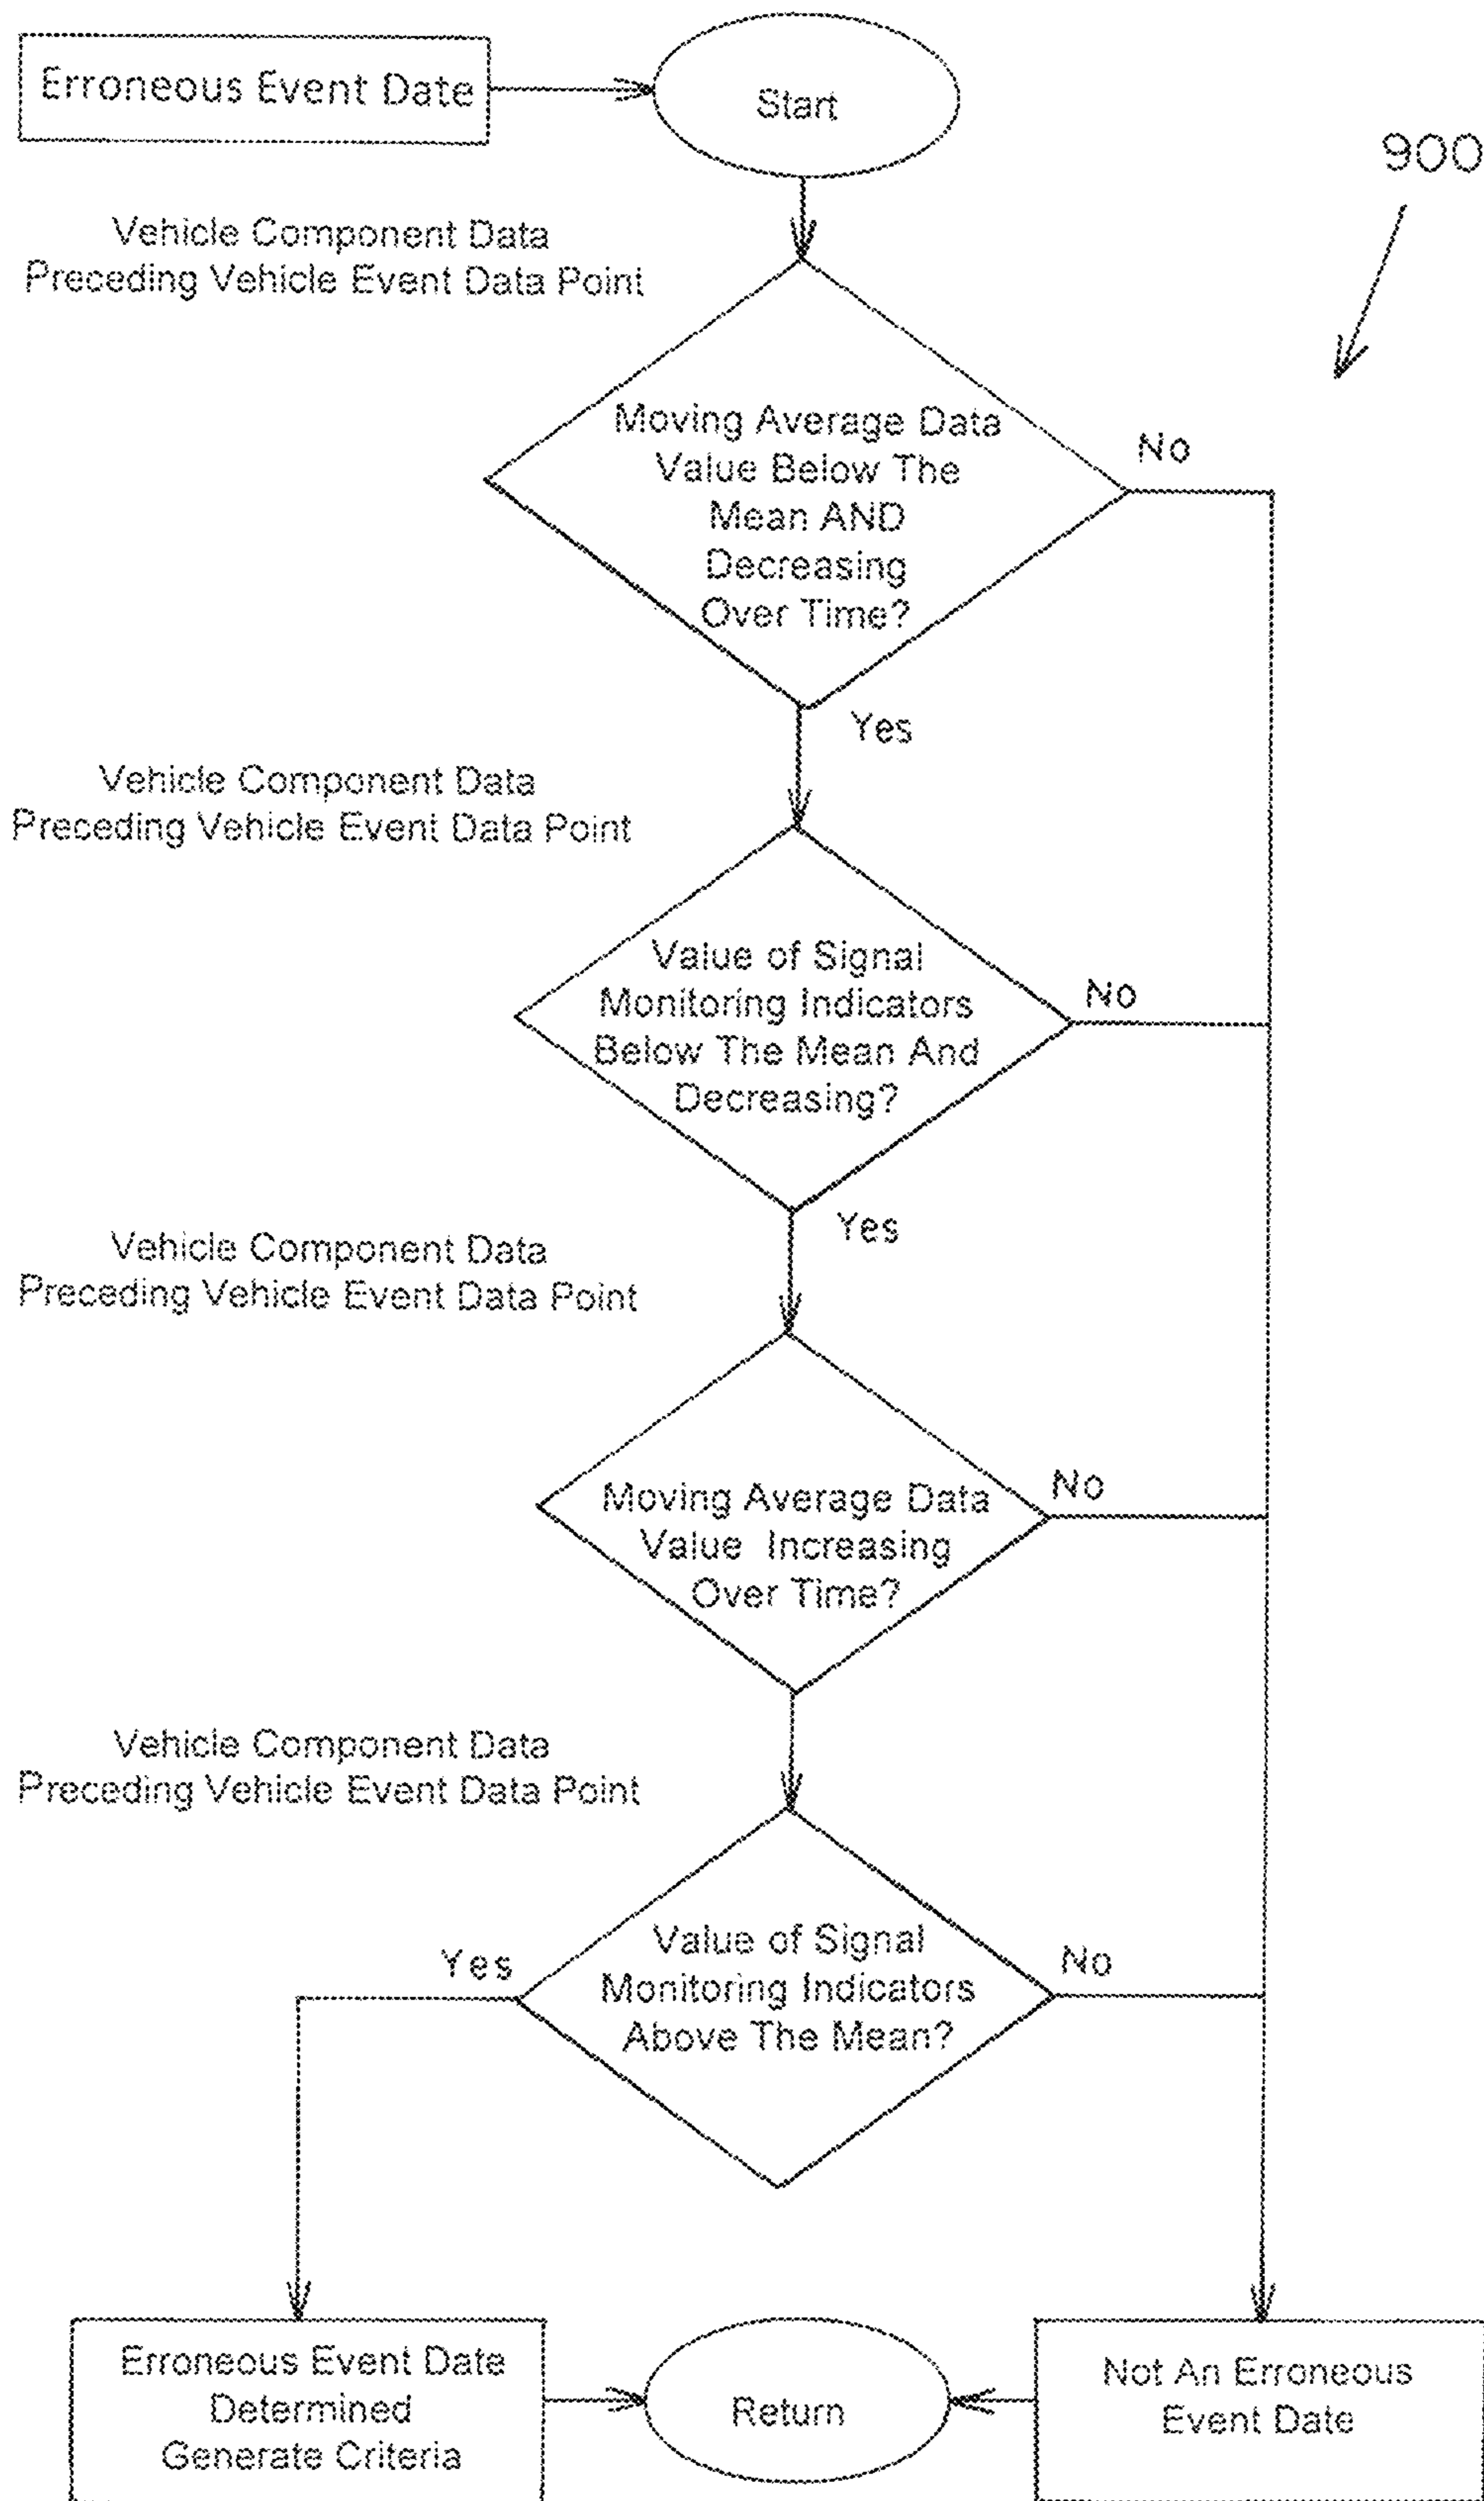 Erroneous Event Date
Start
900
Vehicle Component Data
Preceding Vehicle Event Data Point
Moving Average Data
Value Below The
Mean AND
Decreasing
Over Time?
No
Yes
Vehicle Component Data
Preceding Vehicle Event Data Point
Value of Signal
Monitoring Indicators
Below The Mean And
Decreasing?
No
Yes
Vehicle Component Data
Preceding Vehicle Event Data Point
Moving Average Data
Value Increasing
Over Time?
No
Vehicle Component Data
Preceding Vehicle Event Data Point
Value of Signal
Monitoring Indicators
Above The Mean?
Yes
No
Erroneous Event Date
Determined
Generate Criteria
Return
Not An Erroneous
Event Date